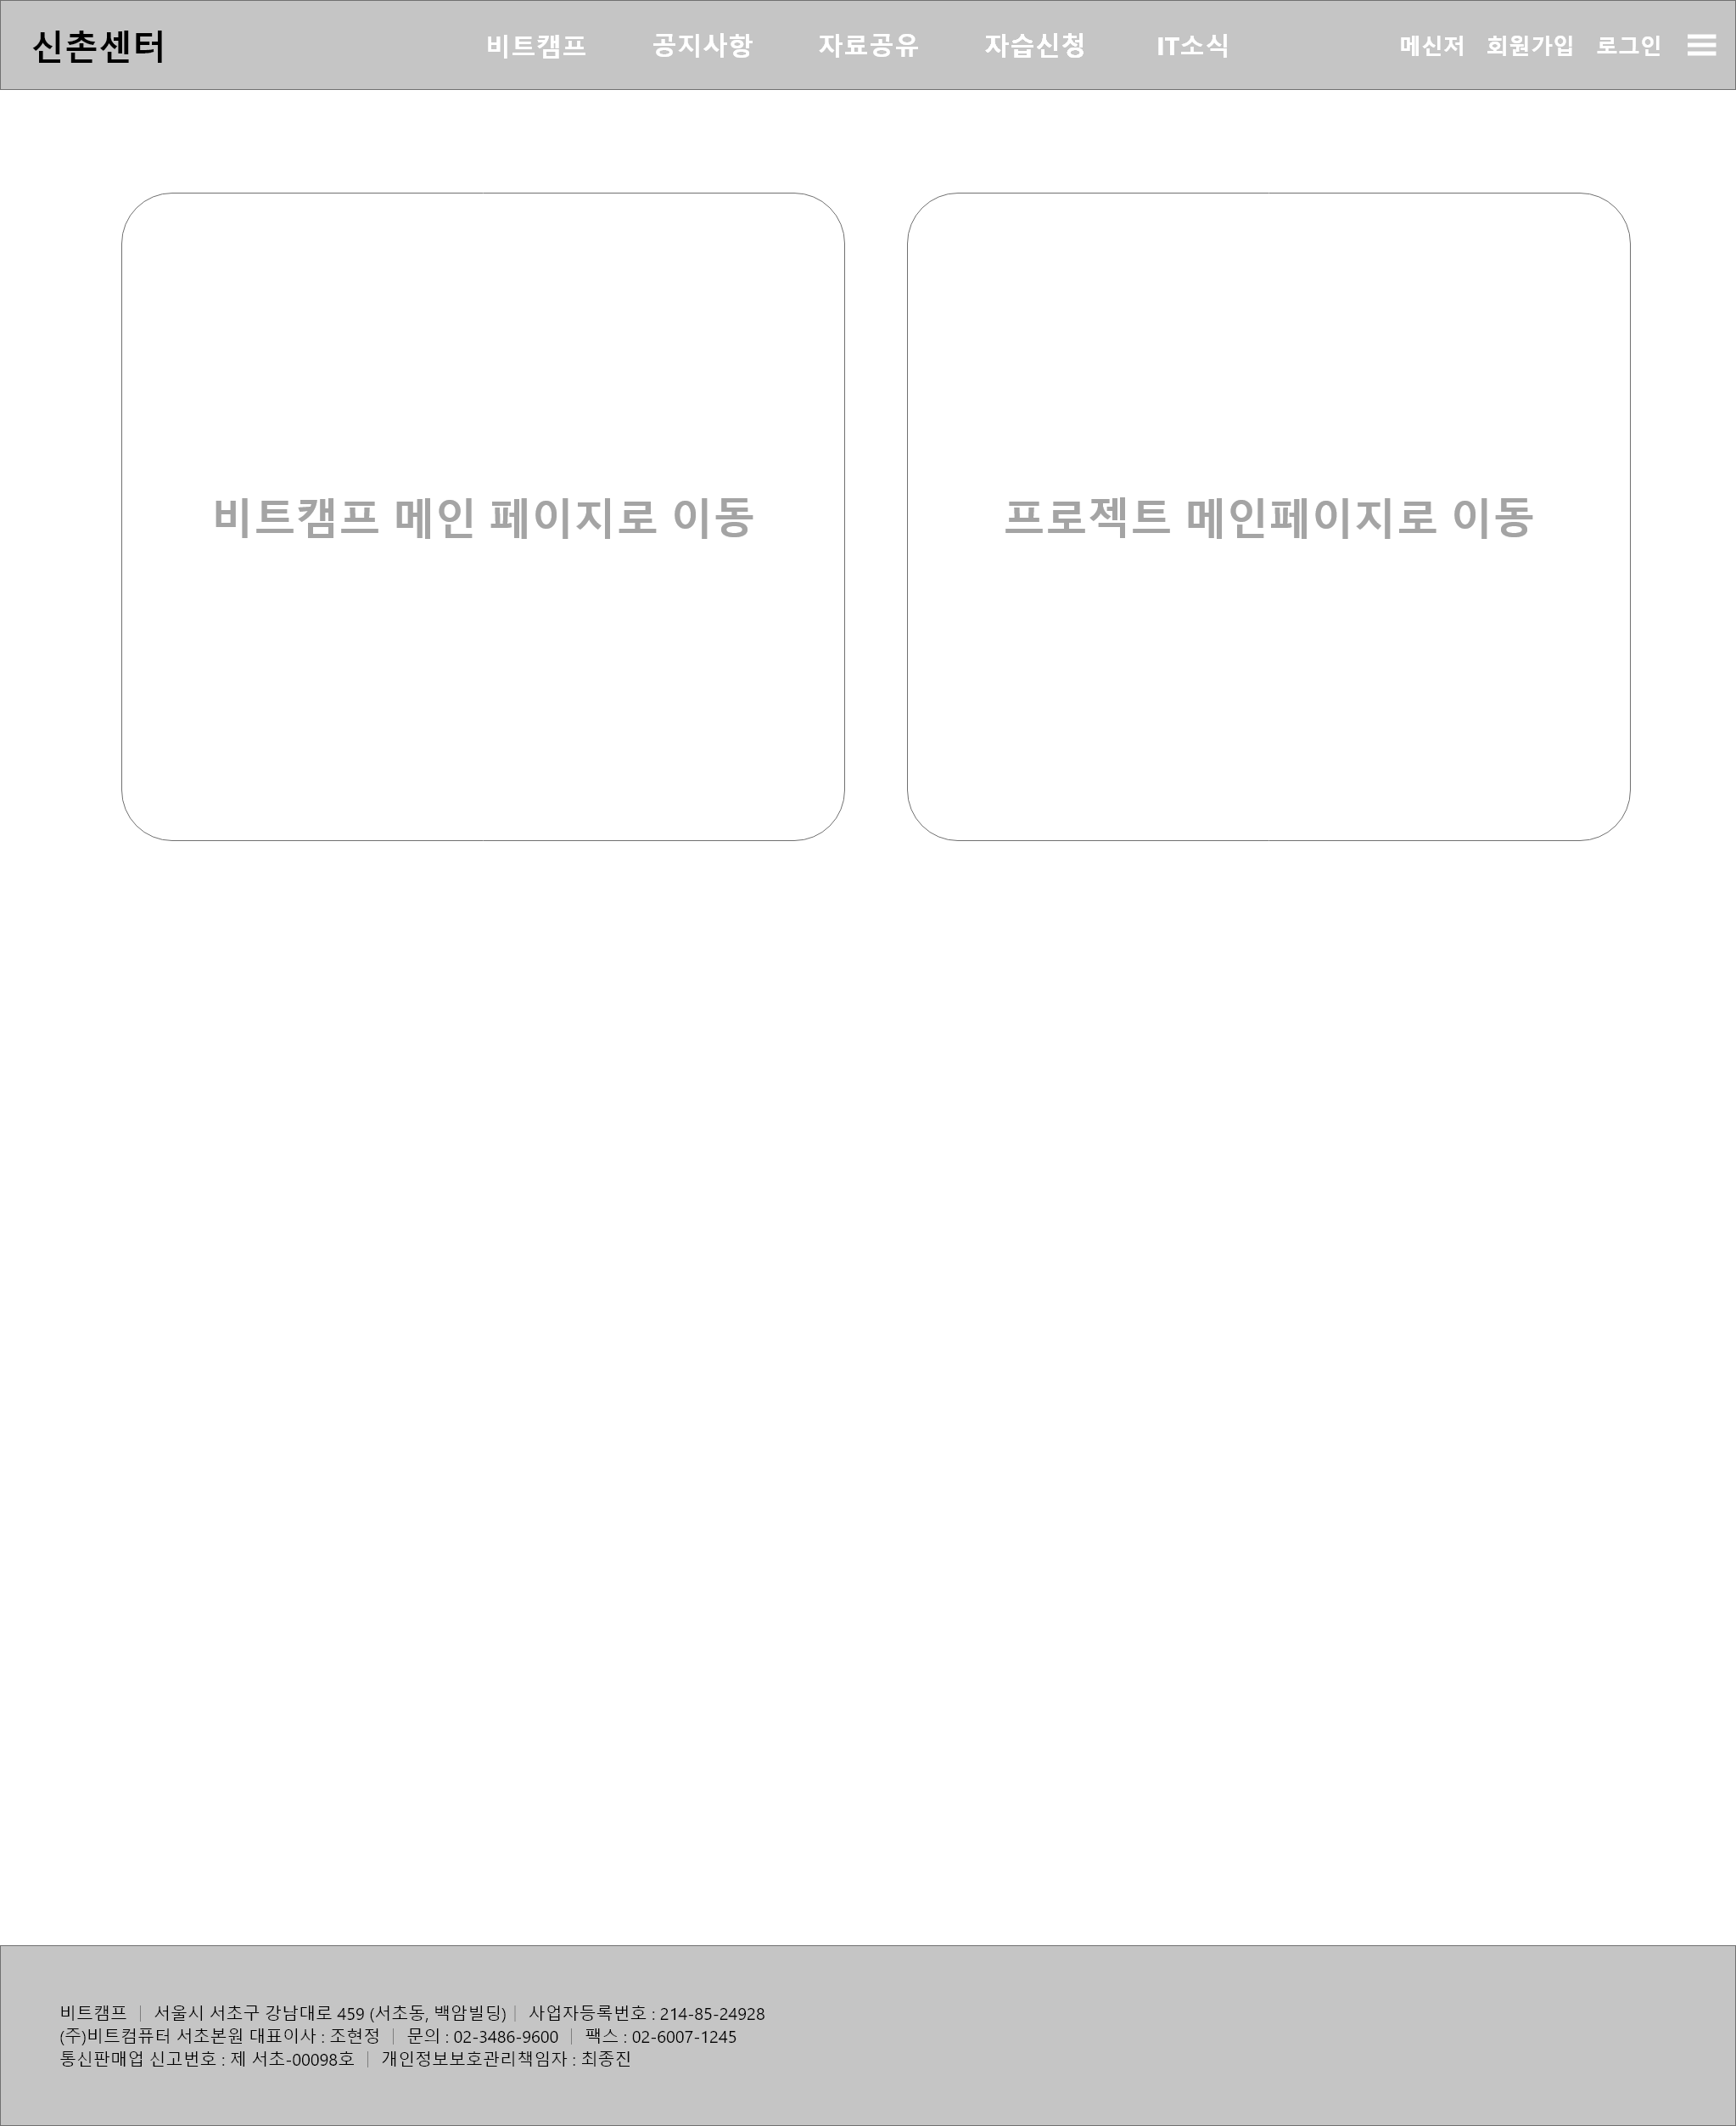 신촌센터 비트캠프 공지사항 자료공유 자습신청 IT소식 메신저 회원가입 로그인
비트캠프 메인 페이지로 이동
프로젝트 메인페이지로 이동
비트캠프 | 서울시 서초구 강남대로 459 (서초동, 백암빌딩) | 사업자등록번호 : 214-85-24928
(주)비트컴퓨터 서초본원 대표이사 : 조현정 | 문의 : 02-3486-9600 | 팩스 : 02-6007-1245
통신판매업 신고번호 : 제 서초-00098호 | 개인정보보호관리책임자 : 최종진